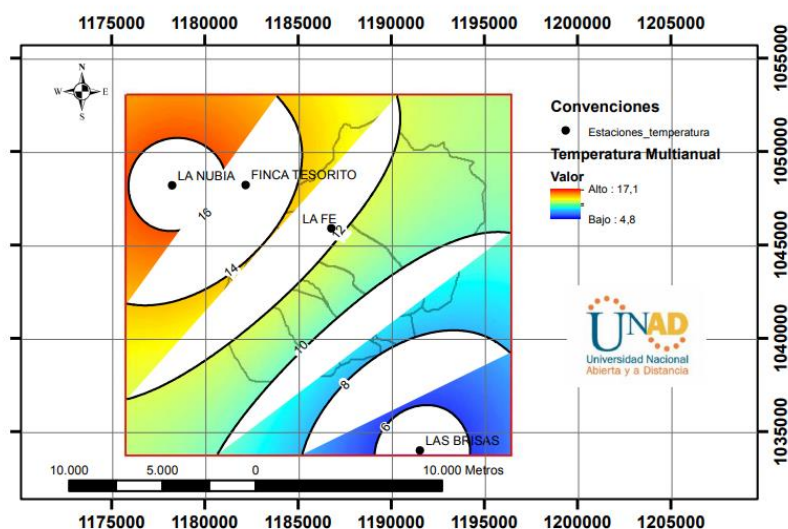 1175000 1180000 1185000 1190000 1195000 1200000 1205000
1055000
1050000
1045000
1040000
1035000
N
W E
S
LA NUBIA
FINCA TESORITO
LA FE
LAS BRISAS
16
14
12
10
8
6
Convenciones
Estaciones_temperatura
Temperatura Multianual
Valor
Alto : 17,1
Bajo : 4,8
UNAD
Universidad Nacional
Abierta y a Distancia
10.000 5.000 0 10.000 Metros
1175000 1180000 1185000 1190000 1195000 1200000 1205000